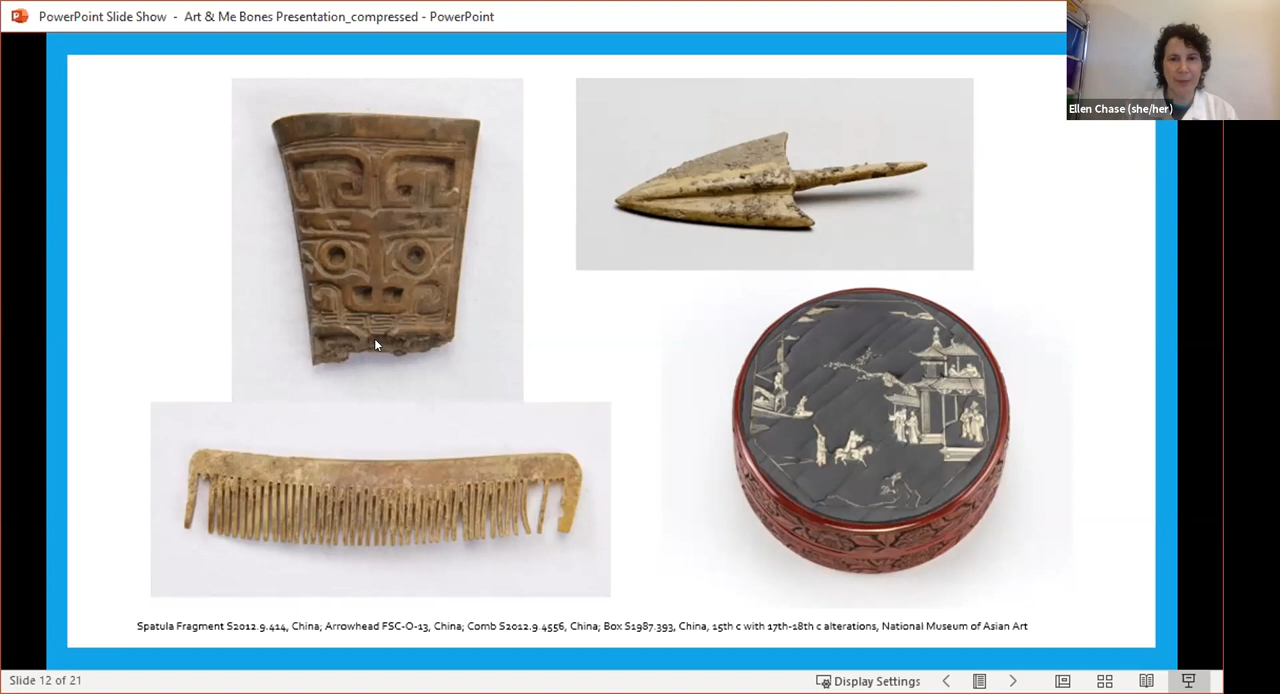 PowerPoint Slide Show - Art & Me Bones Presentation_compressed - PowerPoint
Ellen Chase (she/her)
Spatula Fragment S2012.9.414, China; Arrowhead FSC-O-13, China; Comb S2012.9.4556, China; Box S1987.393, China, 15th c with 17th-18th c alterations, National Museum of Asian Art
Slide 12 of 21
Display Settings